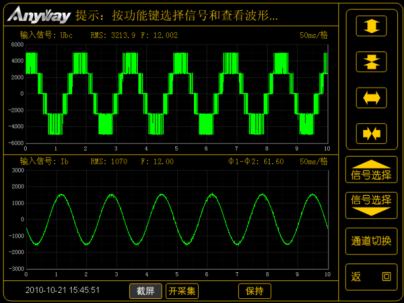 Anyway 提示：按功能键选择信号和查看波形...
输入信号：Ubc RMS: 3213.9 F: 12.002 50ms/格
6000
4000
2000
0
-2000
-4000
-6000
0 1 2 3 4 5 6 7 8 9 10
输入信号：Ib RMS: 1070 F: 12.00 Φ1-Φ2: 61.60 50ms/格
3000
2000
1000
0
-1000
-2000
-3000
0 1 2 3 4 5 6 7 8 9 10
2010-10-21 15:45:51 截屏 开采集 保持
信号选择
信号选择
通道切换
返 回